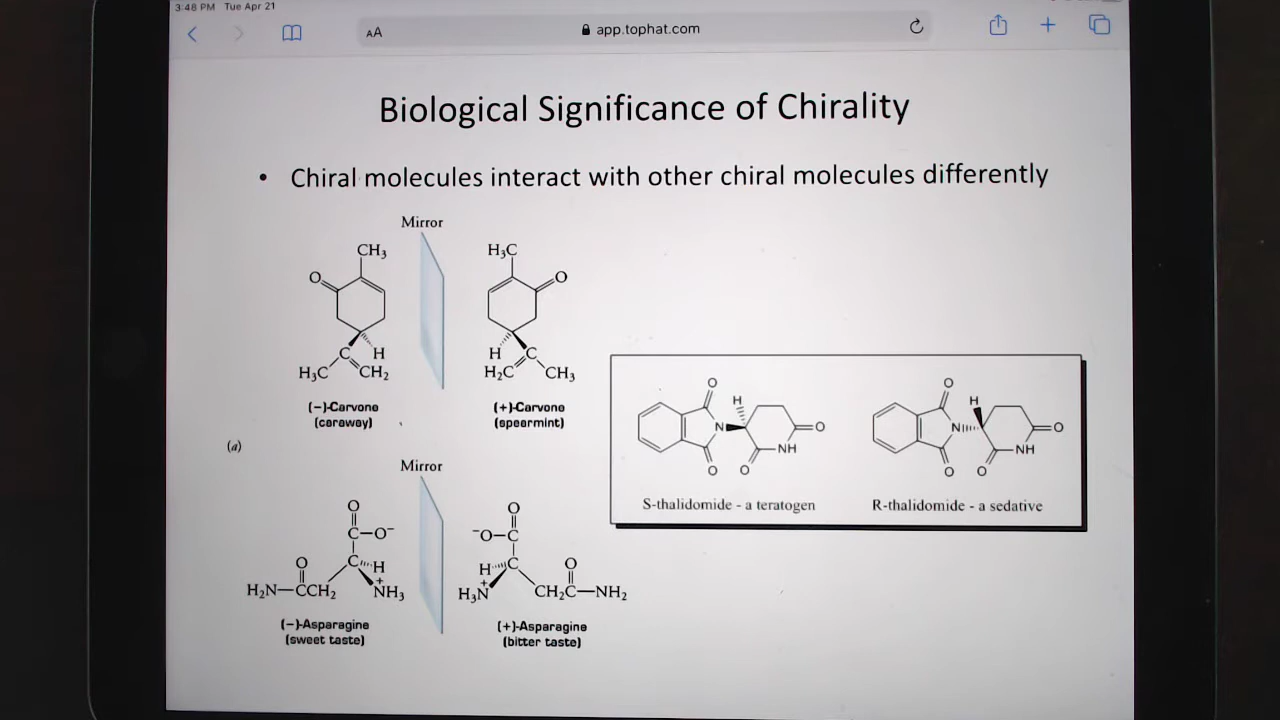 3:48 PM Tue Apr 21
AA
app.tophat.com
Biological Significance of Chirality
• Chiral molecules interact with other chiral molecules differently
Mirror
CH₃
H₃C
O
O
C
H
H
C
H₃C
CH₂
H₂C
CH₃
(−)-Carvone
(caraway)
(+)-Carvone
(spearmint)
(a)
Mirror
O
C−O⁻
O
C
H
H₂N−CCH₂
+
NH₃
O
⁻O−C
H
C
O
+
H₃N
CH₂C−NH₂
(−)-Asparagine
(sweet taste)
(+)-Asparagine
(bitter taste)
O
H
N
O
NH
O
O
S-thalidomide - a teratogen
O
H
N
O
NH
O
O
R-thalidomide - a sedative